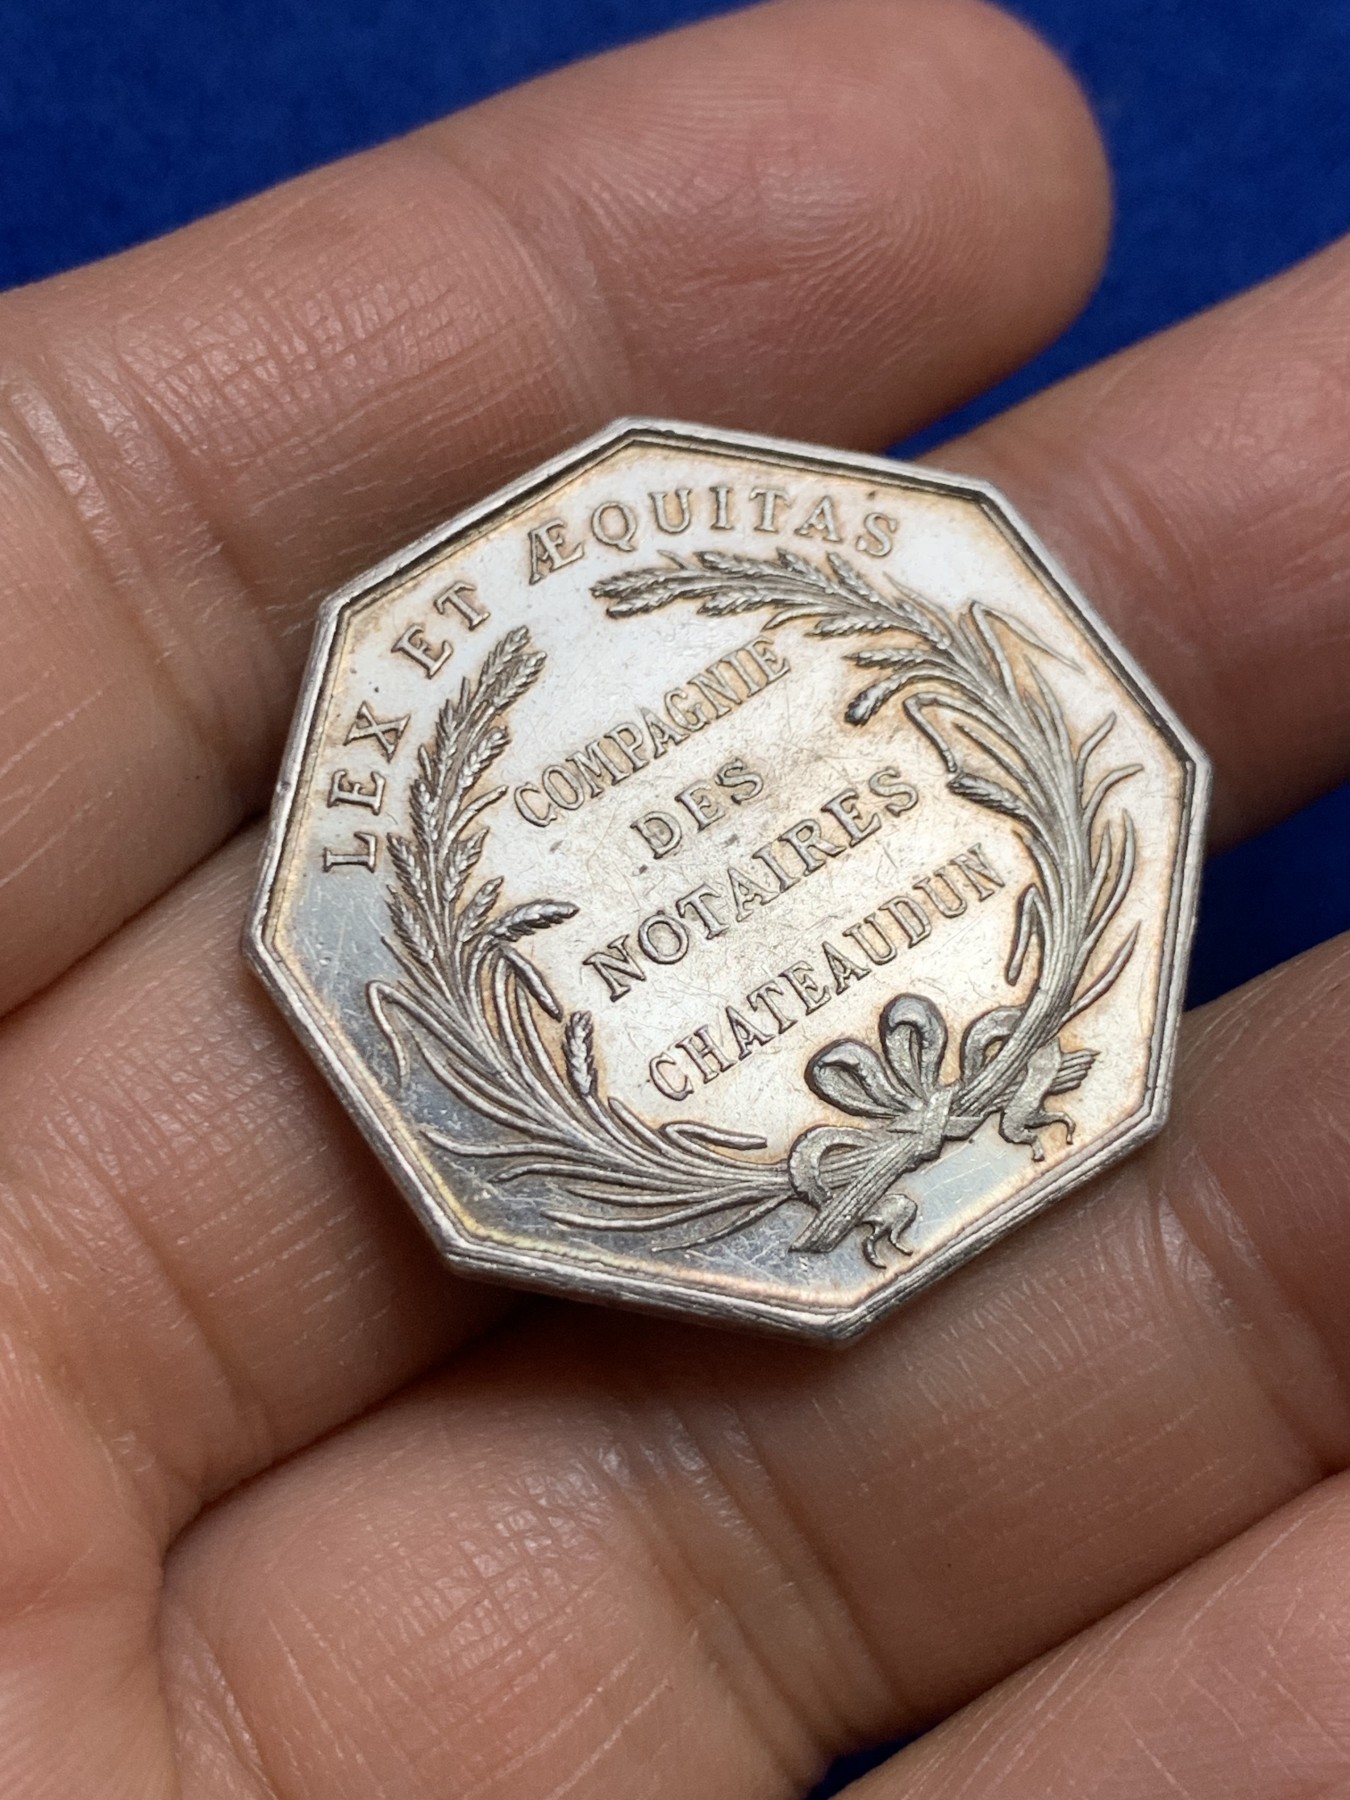 LEX ET ÆQUITAS
COMPAGNIE
DES
NOTAIRES
CHATEAUDUN